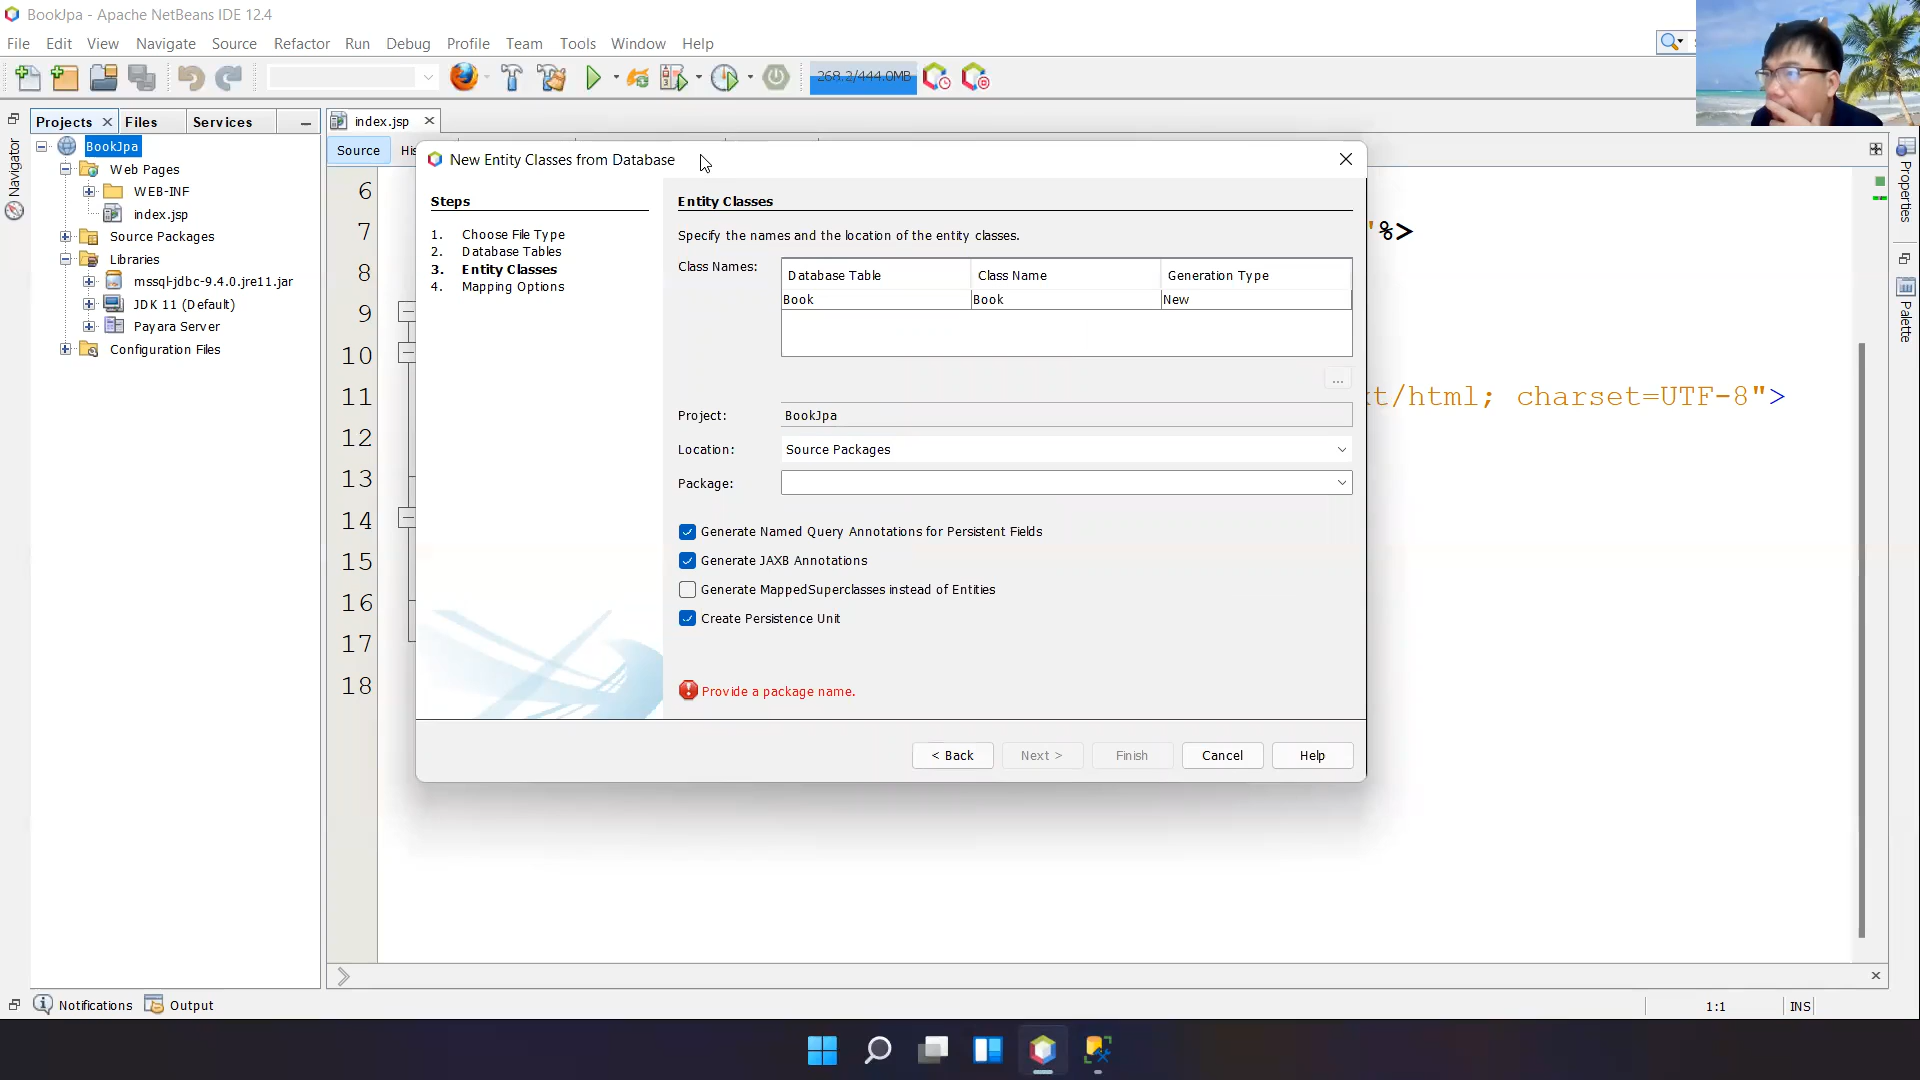 BookJpa - Apache NetBeans IDE 12.4
File Edit View Navigate Source Refactor Run Debug Profile Team Tools Window Help
268.2/444.0MB
Projects Files Services
index.jsp
Navigator
BookJpa
Web Pages
WEB-INF
index.jsp
Source Packages
Libraries
mssql-jdbc-9.4.0.jre11.jar
JDK 11 (Default)
Payara Server
Configuration Files
Source His
6
7 "%>
8
9
10
11 xt/html; charset=UTF-8">
12
13
14
15
16
17
18
New Entity Classes from Database
Steps
1. Choose File Type
2. Database Tables
3. Entity Classes
4. Mapping Options
Entity Classes
Specify the names and the location of the entity classes.
Class Names:
Database Table Class Name Generation Type
Book Book New
...
Project: BookJpa
Location: Source Packages
Package:
Generate Named Query Annotations for Persistent Fields
Generate JAXB Annotations
Generate MappedSuperclasses instead of Entities
Create Persistence Unit
Provide a package name.
< Back Next > Finish Cancel Help
Properties
Palette
Notifications Output
1:1 INS